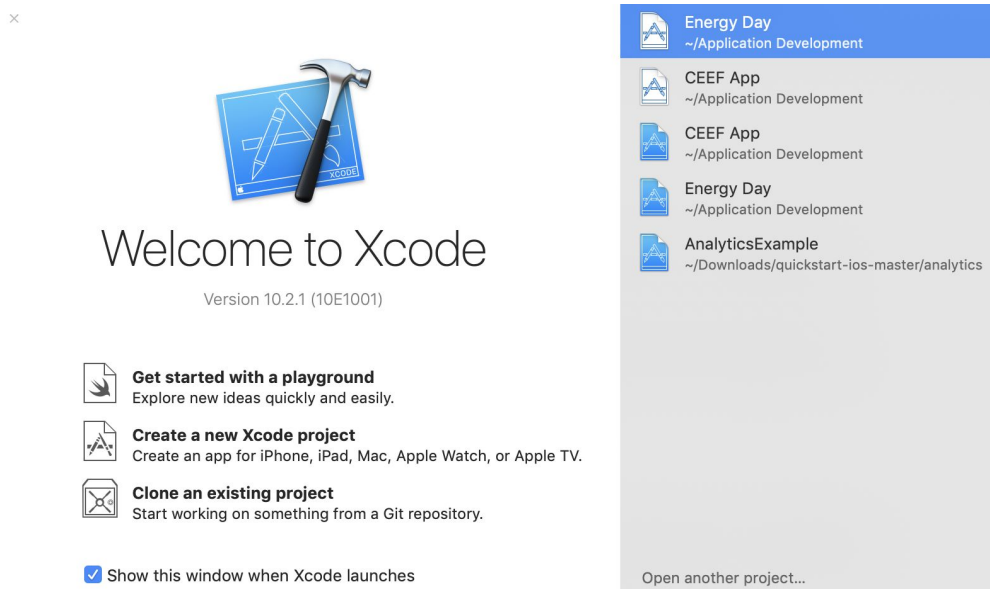 XCODE
Welcome to Xcode
Version 10.2.1 (10E1001)
Get started with a playground
Explore new ideas quickly and easily.
Create a new Xcode project
Create an app for iPhone, iPad, Mac, Apple Watch, or Apple TV.
Clone an existing project
Start working on something from a Git repository.
Show this window when Xcode launches
Energy Day
~/Application Development
CEEF App
~/Application Development
CEEF App
~/Application Development
Energy Day
~/Application Development
AnalyticsExample
~/Downloads/quickstart-ios-master/analytics
Open another project...